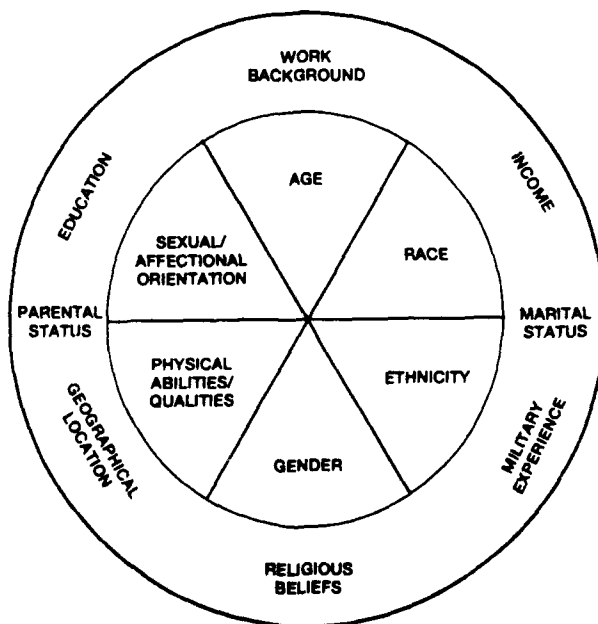 WORK
BACKGROUND
EDUCATION
INCOME
AGE
SEXUAL/
AFFECTIONAL
ORIENTATION
RACE
PARENTAL
STATUS
MARITAL
STATUS
PHYSICAL
ABILITIES/
QUALITIES
ETHNICITY
GEOGRAPHICAL
LOCATION
MILITARY
EXPERIENCE
GENDER
RELIGIOUS
BELIEFS